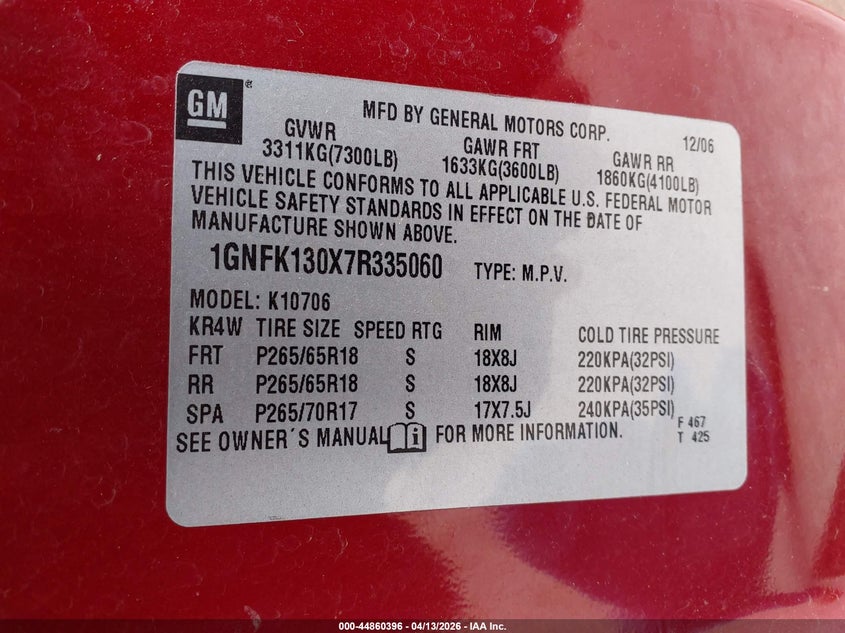 GM ®
MFD BY GENERAL MOTORS CORP. 12/06
GVWR GAWR FRT GAWR RR
3311KG(7300LB) 1633KG(3600LB) 1860KG(4100LB)
THIS VEHICLE CONFORMS TO ALL APPLICABLE U.S. FEDERAL MOTOR
VEHICLE SAFETY STANDARDS IN EFFECT ON THE DATE OF
MANUFACTURE SHOWN ABOVE.
1GNFK130X7R335060 TYPE: M.P.V.
MODEL: K10706
KR4W TIRE SIZE SPEED RTG RIM COLD TIRE PRESSURE
FRT P265/65R18 S 18X8J 220KPA(32PSI)
RR P265/65R18 S 18X8J 220KPA(32PSI)
SPA P265/70R17 S 17X7.5J 240KPA(35PSI)
F 467
SEE OWNER´S MANUAL i FOR MORE INFORMATION. T 425
000-44860396 - 04/13/2026 - IAA Inc.